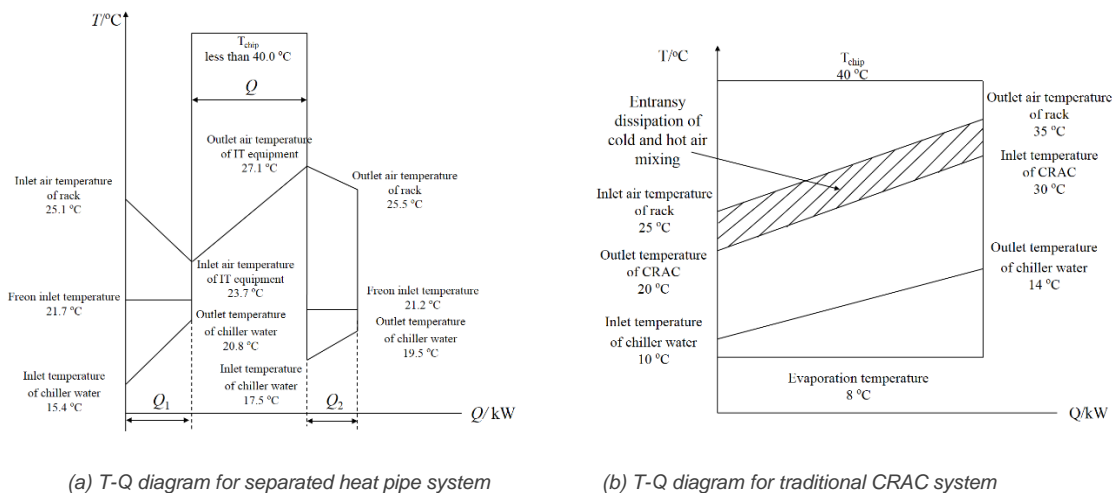 T/ºC
T_chip
less than 40.0 °C
Q
Outlet air temperature
of IT equipment
27.1 °C
Inlet air temperature
of rack
25.1 °C
Outlet air temperature
of rack
25.5 °C
Inlet air temperature
of IT equipment
23.7 °C
Freon inlet temperature
21.7 °C
Freon inlet temperature
21.2 °C
Outlet temperature
of chiller water
20.8 °C
Outlet temperature
of chiller water
19.5 °C
Inlet temperature
of chiller water
15.4 °C
Inlet temperature
of chiller water
17.5 °C
Q₁
Q₂
Q/ kW
(a) T-Q diagram for separated heat pipe system
T/ºC
T_chip
40 °C
Entransy
dissipation of
cold and hot air
mixing
Outlet air temperature of
rack
35 °C
Inlet temperature
of CRAC
30 °C
Inlet air temperature
of rack
25 °C
Outlet temperature
of CRAC
20 °C
Outlet temperature
of chiller water
14 °C
Inlet temperature
of chiller water
10 °C
Evaporation temperature
8 °C
Q/kW
(b) T-Q diagram for traditional CRAC system